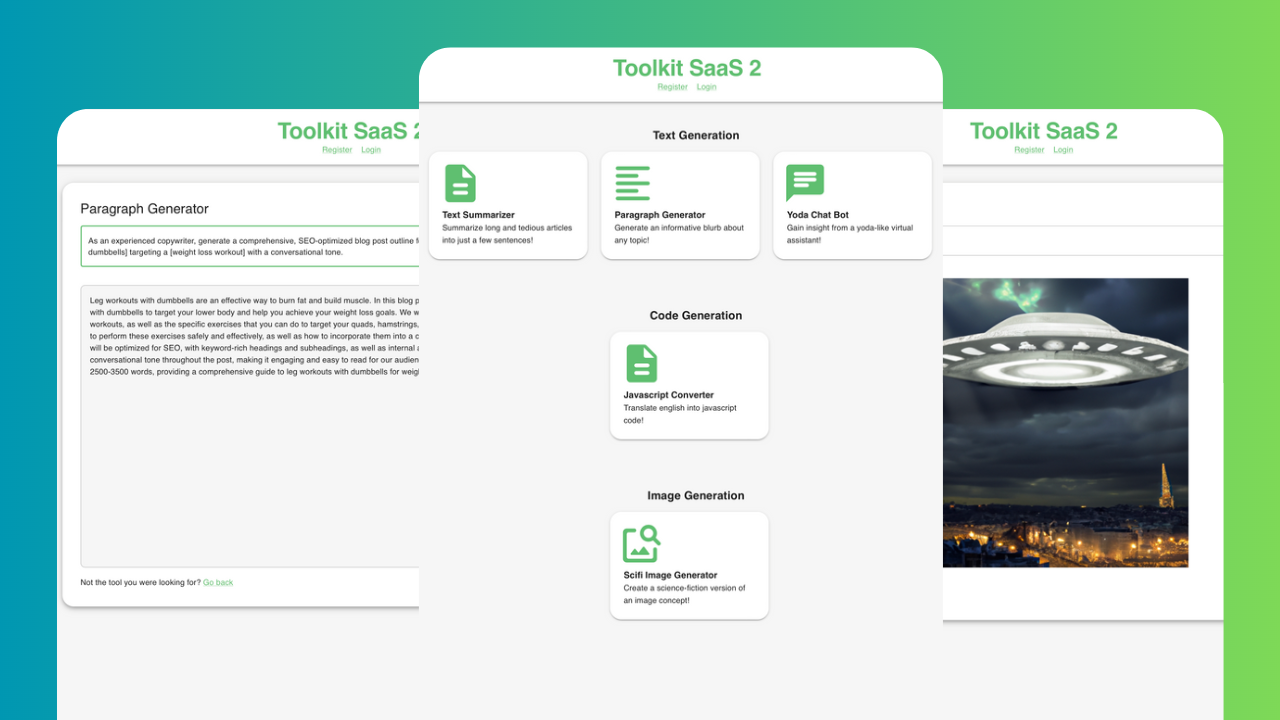 Toolkit SaaS 2
Register Login
Paragraph Generator
As an experienced copywriter, generate a comprehensive, SEO-optimized blog post outline
dumbbells] targeting a [weight loss workout] with a conversational tone.
Leg workouts with dumbbells are an effective way to burn fat and build muscle. In this blog
with dumbbells to target your lower body and help you achieve your weight loss goals. We
workouts, as well as the specific exercises that you can do to target your quads, hamstrings,
to perform these exercises safely and effectively, as well as how to incorporate them into a
will be optimized for SEO, with keyword-rich headings and subheadings, as well as internal
conversational tone throughout the post, making it engaging and easy to read for our
2500-3500 words, providing a comprehensive guide to leg workouts with dumbbells for
Not the tool you were looking for? Go back
Toolkit SaaS 2
Register Login
Text Generation
Text Summarizer
Summarize long and tedious articles
into just a few sentences!
Paragraph Generator
Generate an informative blurb about
any topic!
Yoda Chat Bot
Gain insight from a yoda-like virtual
assistant!
Code Generation
Javascript Converter
Translate english into javascript
code!
Image Generation
Scifi Image Generator
Create a science-fiction version of
an image concept!
Toolkit SaaS 2
Register Login